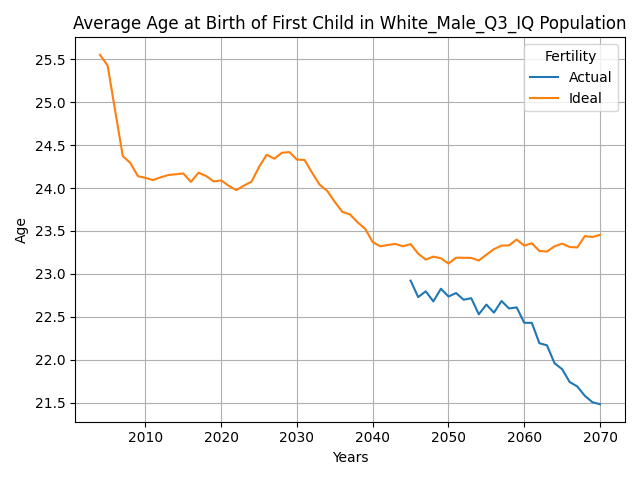 Average Age at Birth of First Child in White_Male_Q3_IQ Population
Fertility
Actual
Ideal
Age
25.5
25.0
24.5
24.0
23.5
23.0
22.5
22.0
21.5
2010 2020 2030 2040 2050 2060 2070
Years